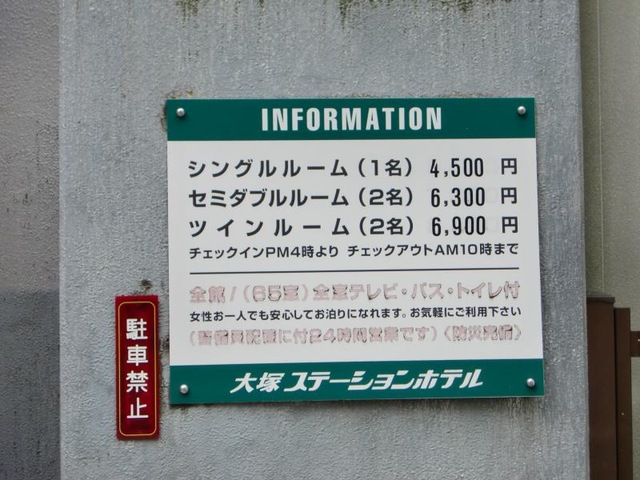 INFORMATION
シングルルーム(1名) 4,500 円
セミダブルルーム(2名) 6,300 円
ツインルーム(2名) 6,900 円
チェックインPM4時より チェックアウトAM10時まで
全館!(65室)全室テレビ・バス・トイレ付
女性お一人でも安心してお泊りになれます。お気軽にご利用下さい
(警備員配置に付24時間営業です)《防災完備》
大塚ステーションホテル
駐車禁止